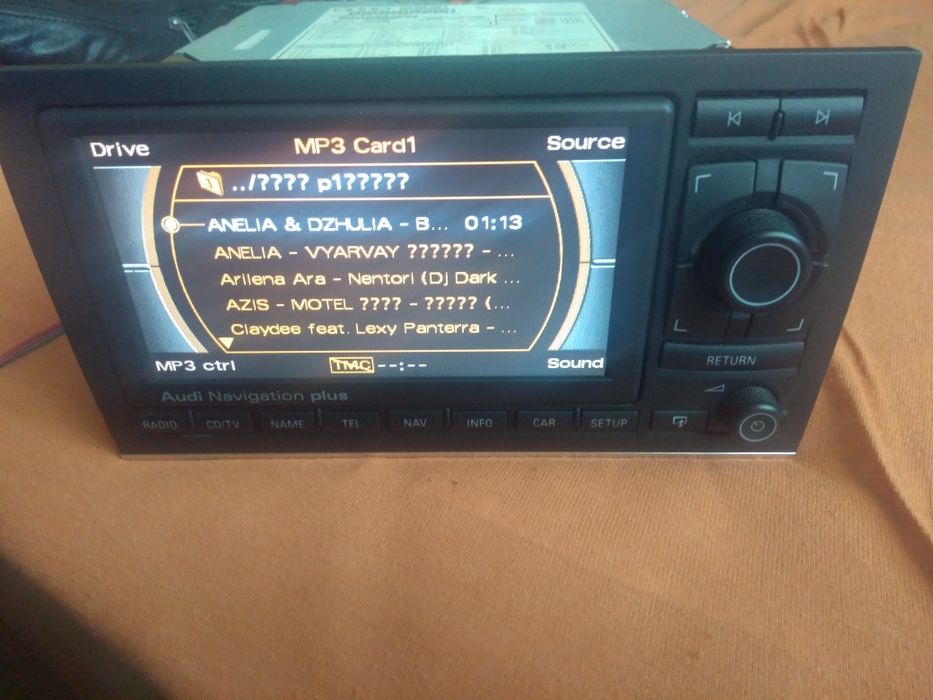 Drive MP3 Card1 Source
../???? p1?????
ANELIA & DZHULIA - B... 01:13
ANELIA - VYARVAY ?????? - ...
Arilena Ara - Nentori (Dj Dark ...
AZIS - MOTEL ???? - ????? (...
Claydee feat. Lexy Panterra - ...
MP3 ctrl TMC --:-- Sound
Audi Navigation plus
RADIO CD/TV NAME TEL NAV INFO CAR SETUP
RETURN